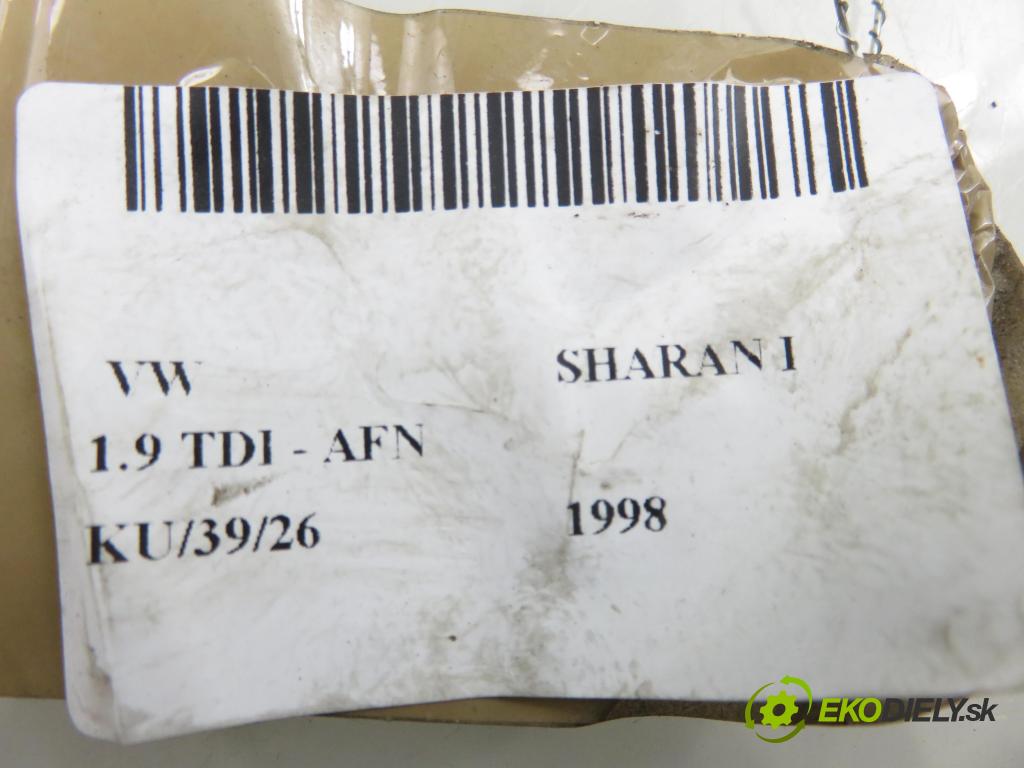 VW SHARAN I
1.9 TDI - AFN
KU/39/26 1998
EKODIELY.sk